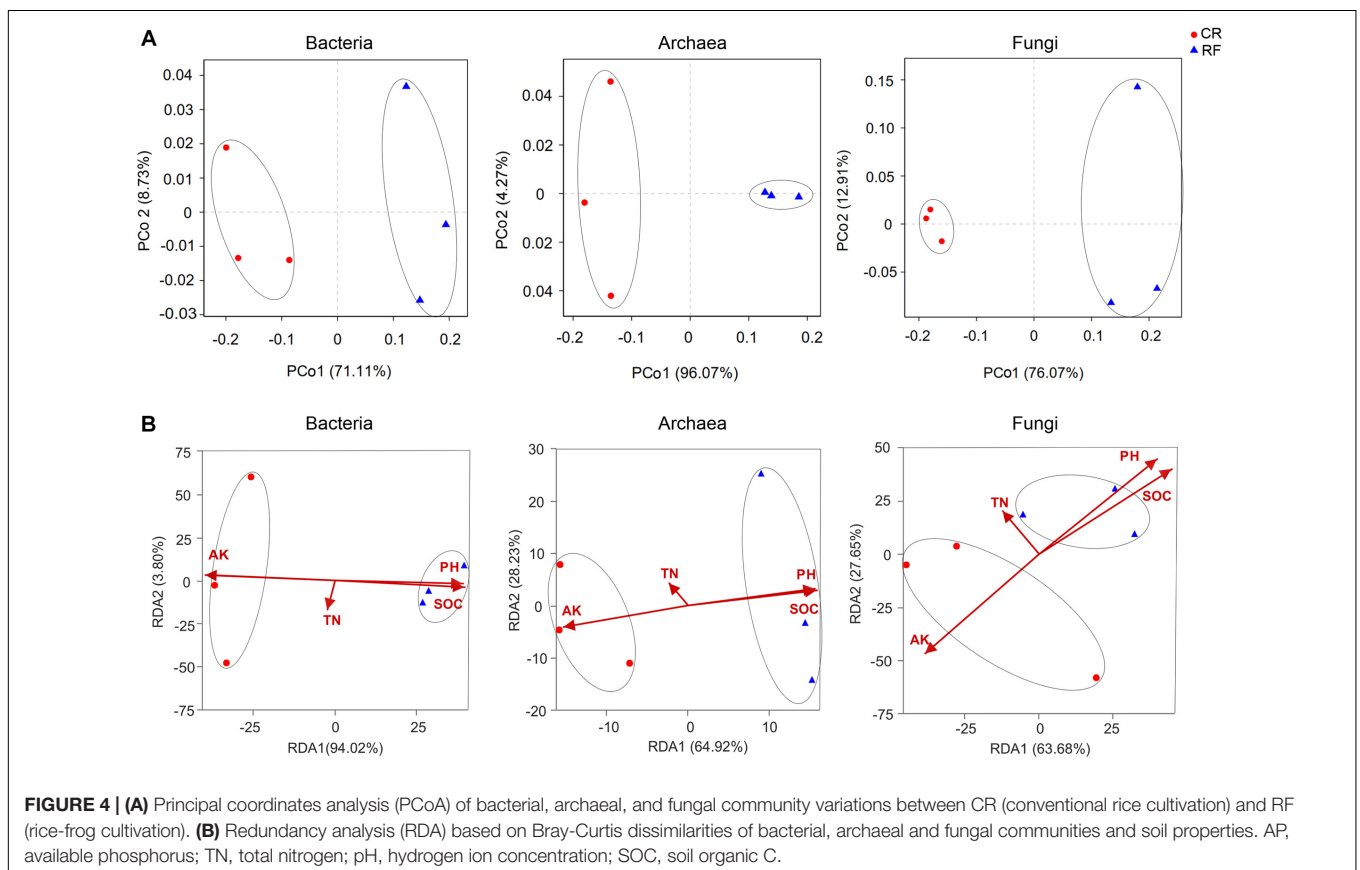 A
Bacteria
Archaea
Fungi
CR
RF
0.04
0.03
0.02
0.01
0
-0.01
-0.02
-0.03
PCo 2 (8.73%)
-0.2
-0.1
0
0.1
0.2
PCo1 (71.11%)
0.04
0.02
0
0.02
0.04
PCo2 (4.27%)
-0.2
-0.1
0
0.1
0.2
PCo1 (96.07%)
0.15
0.10
0.05
0
-0.05
PCo2 (12.91%)
-0.2
-0.1
0
0.1
0.2
PCo1 (76.07%)
B
Bacteria
Archaea
Fungi
75
50
25
0
-25
-50
-75
RDA2 (3.80%)
AK
TN
PH
SOC
-25
0
25
RDA1(94.02%)
30
20
10
0
-10
-20
RDA2 (28.23%)
TN
AK
PH
SOC
-10
0
10
RDA1 (64.92%)
50
25
0
-25
-50
-75
RDA2 (27.65%)
PH
SOC
TN
AK
-25
0
25
RDA1 (63.68%)
FIGURE 4 | (A) Principal coordinates analysis (PCoA) of bacterial, archaeal, and fungal community variations between CR (conventional rice cultivation) and RF
(rice-frog cultivation). (B) Redundancy analysis (RDA) based on Bray-Curtis dissimilarities of bacterial, archaeal and fungal communities and soil properties. AP,
available phosphorus; TN, total nitrogen; pH, hydrogen ion concentration; SOC, soil organic C.